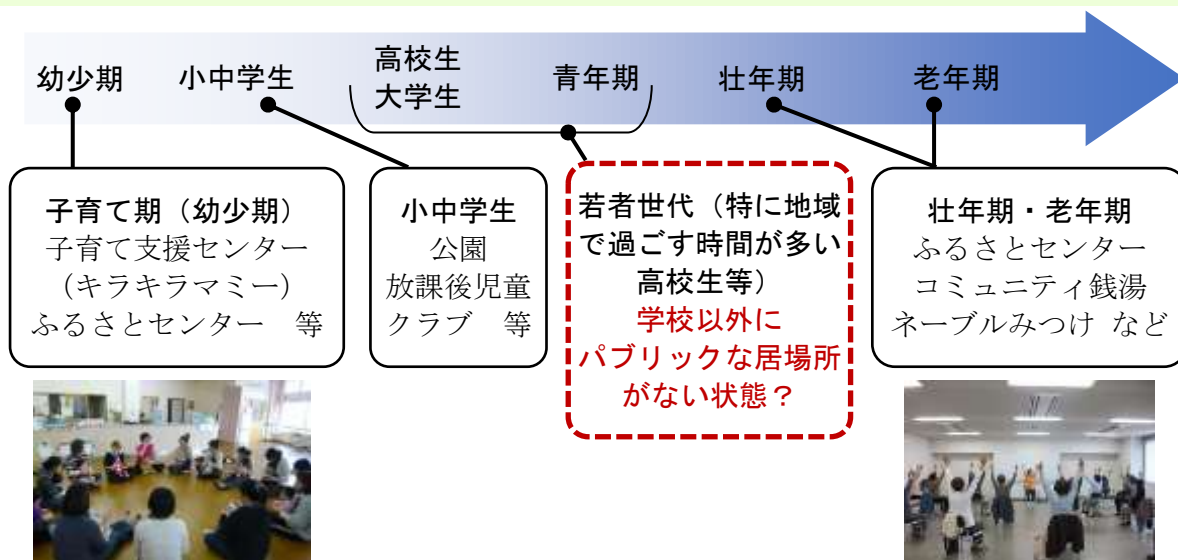 幼少期
小中学生
高校生
大学生
青年期
壮年期
老年期
子育て期（幼少期）
子育て支援センター
（キラキラマミー）
ふるさとセンター　等
小中学生
公園
放課後児童
クラブ　等
若者世代（特に地域
で過ごす時間が多い
高校生等）
学校以外に
パブリックな居場所
がない状態？
壮年期・老年期
ふるさとセンター
コミュニティ銭湯
ネーブルみつけ など